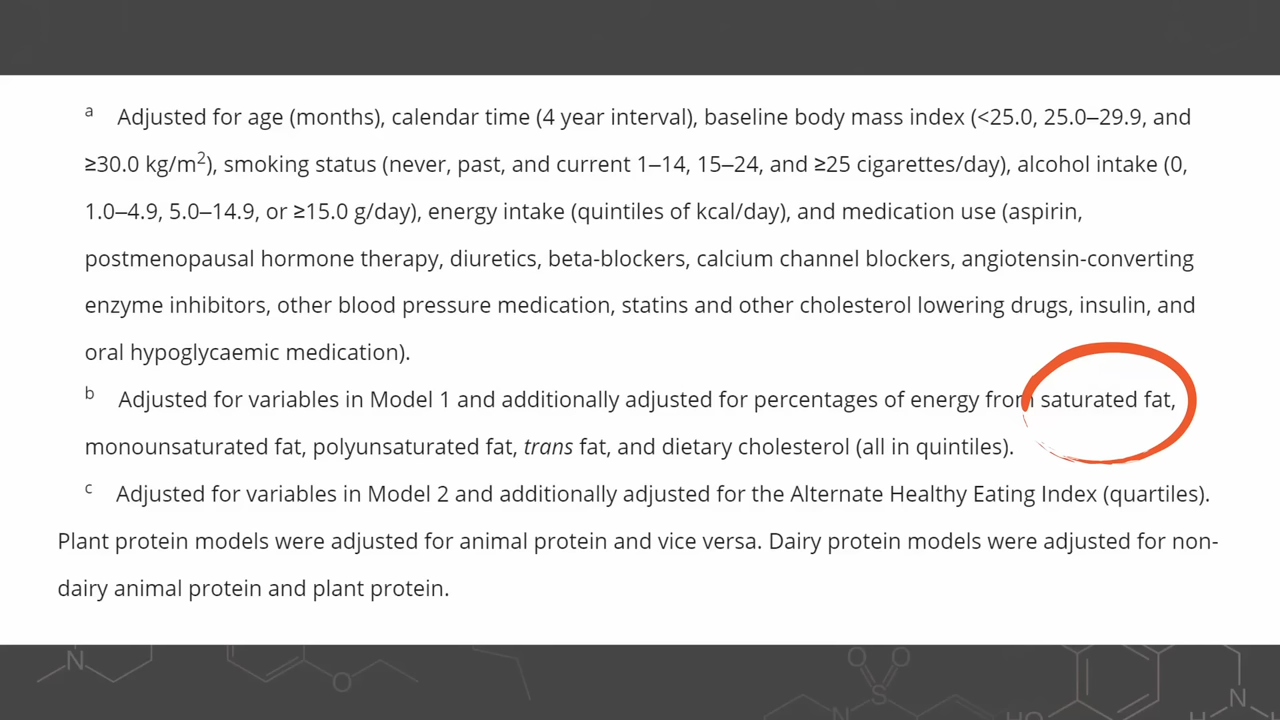 a Adjusted for age (months), calendar time (4 year interval), baseline body mass index (<25.0, 25.0–29.9, and
≥30.0 kg/m2), smoking status (never, past, and current 1–14, 15–24, and ≥25 cigarettes/day), alcohol intake (0,
1.0–4.9, 5.0–14.9, or ≥15.0 g/day), energy intake (quintiles of kcal/day), and medication use (aspirin,
postmenopausal hormone therapy, diuretics, beta-blockers, calcium channel blockers, angiotensin-converting
enzyme inhibitors, other blood pressure medication, statins and other cholesterol lowering drugs, insulin, and
oral hypoglycaemic medication).
b Adjusted for variables in Model 1 and additionally adjusted for percentages of energy from saturated fat,
monounsaturated fat, polyunsaturated fat, trans fat, and dietary cholesterol (all in quintiles).
c Adjusted for variables in Model 2 and additionally adjusted for the Alternate Healthy Eating Index (quartiles).
Plant protein models were adjusted for animal protein and vice versa. Dairy protein models were adjusted for non-
dairy animal protein and plant protein.
N
O
O O
S
N
HO
N
H